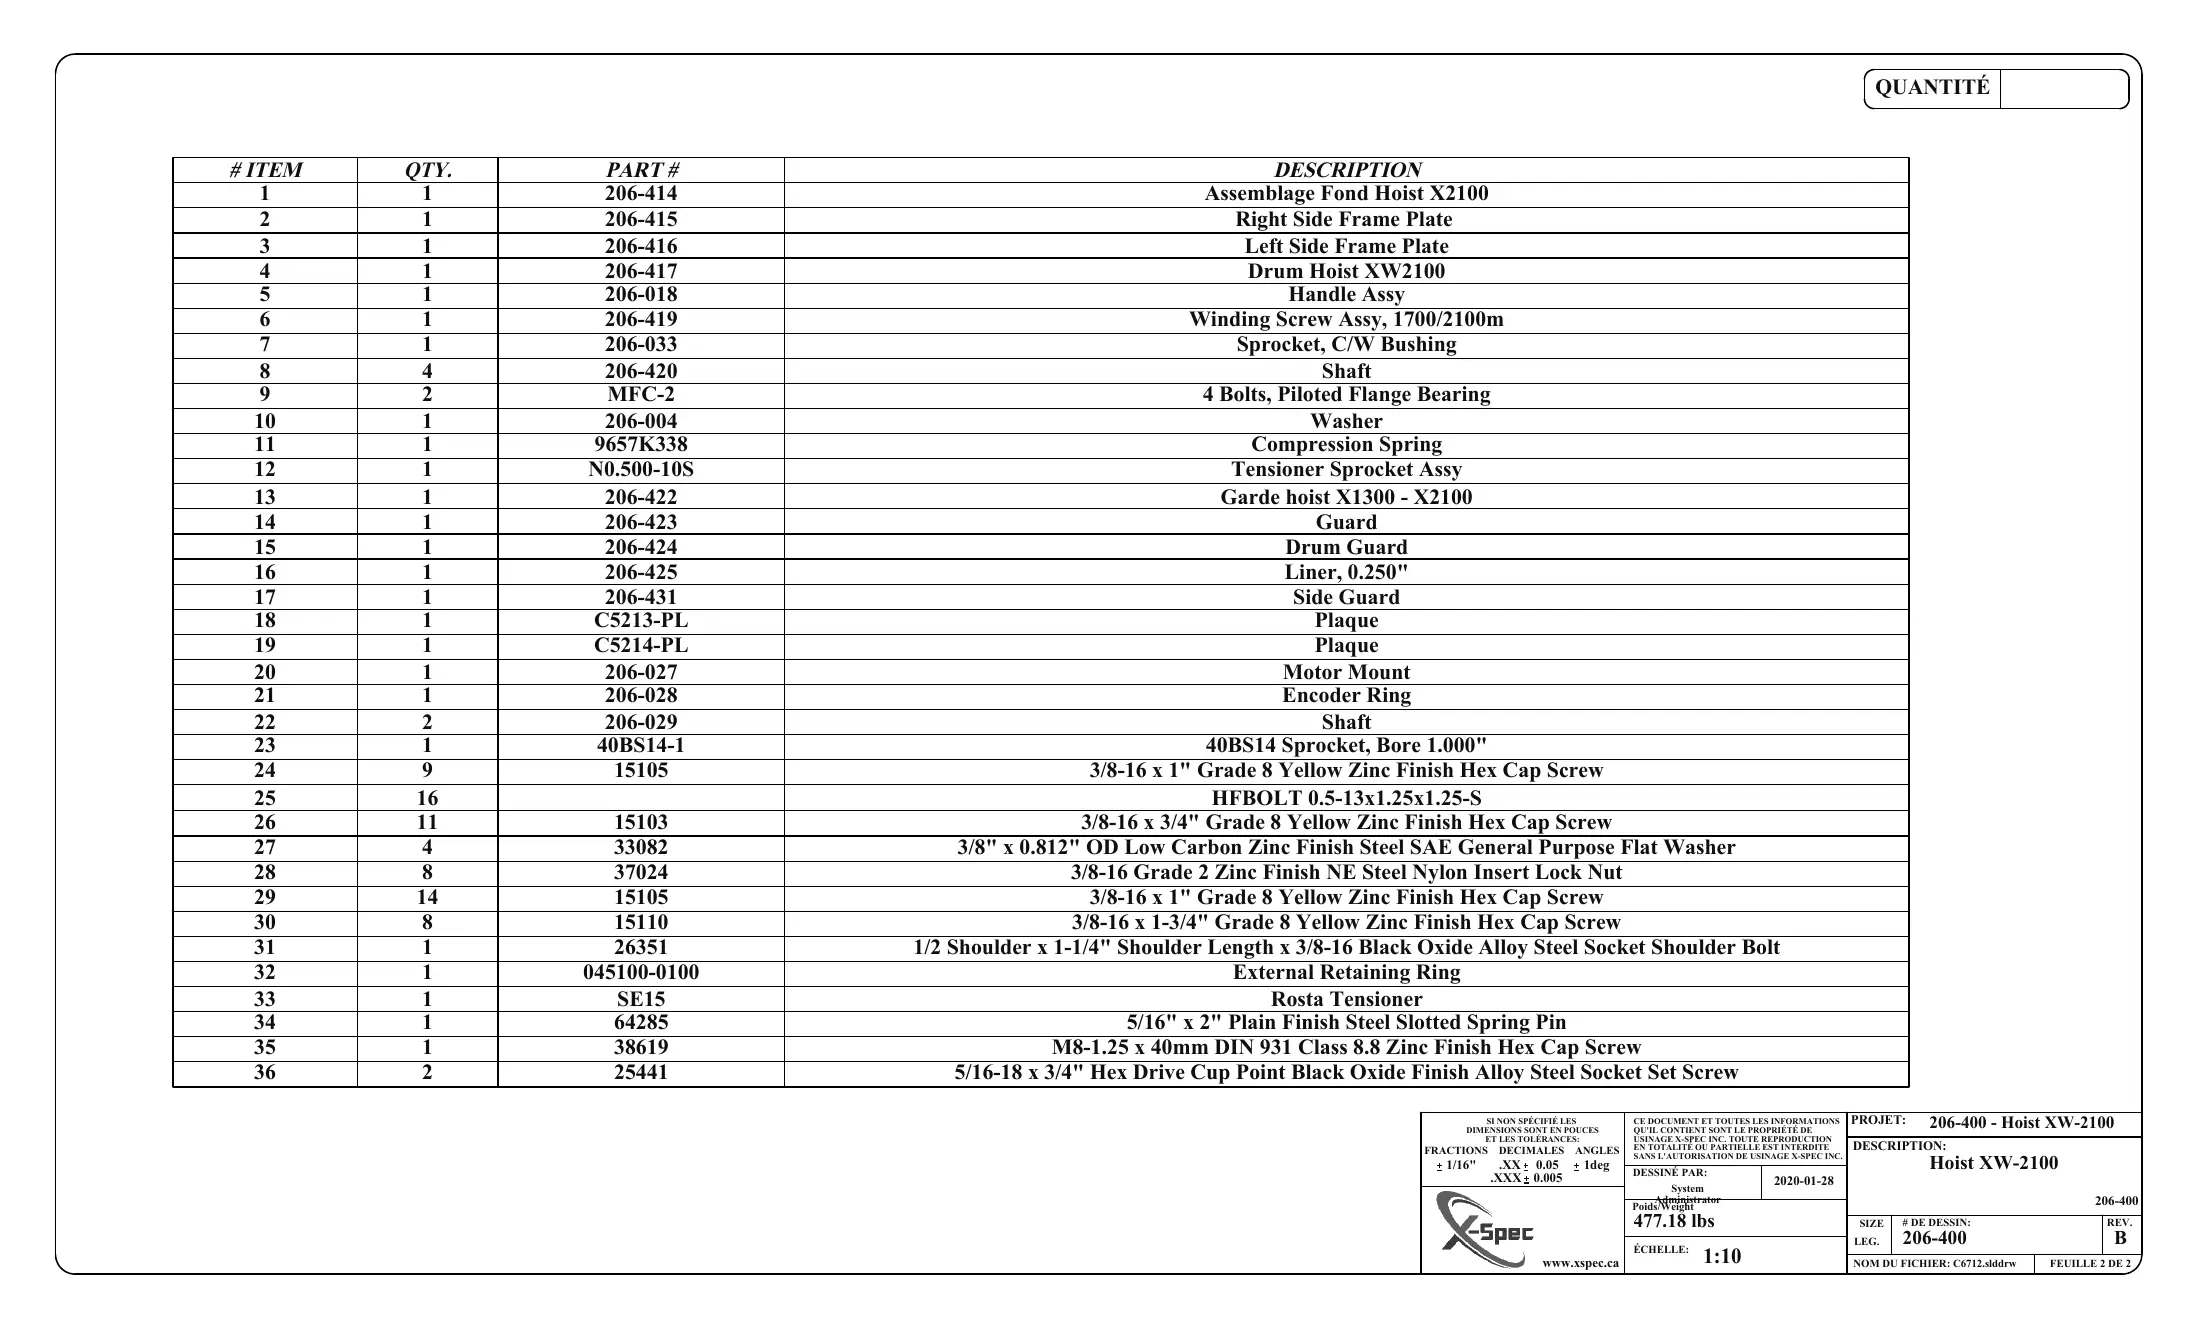 QUANTITÉ
# ITEM QTY. PART # DESCRIPTION
1 1 206-414 Assemblage Fond Hoist X2100
2 1 206-415 Right Side Frame Plate
3 1 206-416 Left Side Frame Plate
4 1 206-417 Drum Hoist XW2100
5 1 206-018 Handle Assy
6 1 206-419 Winding Screw Assy, 1700/2100m
7 1 206-033 Sprocket, C/W Bushing
8 4 206-420 Shaft
9 2 MFC-2 4 Bolts, Piloted Flange Bearing
10 1 206-004 Washer
11 1 9657K338 Compression Spring
12 1 N0.500-10S Tensioner Sprocket Assy
13 1 206-422 Garde hoist X1300 - X2100
14 1 206-423 Guard
15 1 206-424 Drum Guard
16 1 206-425 Liner, 0.250"
17 1 206-431 Side Guard
18 1 C5213-PL Plaque
19 1 C5214-PL Plaque
20 1 206-027 Motor Mount
21 1 206-028 Encoder Ring
22 2 206-029 Shaft
23 1 40BS14-1 40BS14 Sprocket, Bore 1.000"
24 9 15105 3/8-16 x 1" Grade 8 Yellow Zinc Finish Hex Cap Screw
25 16 HFBOLT 0.5-13x1.25x1.25-S
26 11 15103 3/8-16 x 3/4" Grade 8 Yellow Zinc Finish Hex Cap Screw
27 4 33082 3/8" x 0.812" OD Low Carbon Zinc Finish Steel SAE General Purpose Flat Washer
28 8 37024 3/8-16 Grade 2 Zinc Finish NE Steel Nylon Insert Lock Nut
29 14 15105 3/8-16 x 1" Grade 8 Yellow Zinc Finish Hex Cap Screw
30 8 15110 3/8-16 x 1-3/4" Grade 8 Yellow Zinc Finish Hex Cap Screw
31 1 26351 1/2 Shoulder x 1-1/4" Shoulder Length x 3/8-16 Black Oxide Alloy Steel Socket Shoulder Bolt
32 1 045100-0100 External Retaining Ring
33 1 SE15 Rosta Tensioner
34 1 64285 5/16" x 2" Plain Finish Steel Slotted Spring Pin
35 1 38619 M8-1.25 x 40mm DIN 931 Class 8.8 Zinc Finish Hex Cap Screw
36 2 25441 5/16-18 x 3/4" Hex Drive Cup Point Black Oxide Finish Alloy Steel Socket Set Screw
SI NON SPÉCIFIÉ LES
DIMENSIONS SONT EN POUCES
ET LES TOLÉRANCES:
FRACTIONS DECIMALES ANGLES
± 1/16" .XX ± 0.05 ± 1deg
.XXX ± 0.005
X-Spec
www.xspec.ca
CE DOCUMENT ET TOUTES LES INFORMATIONS
QU'IL CONTIENT SONT LE PROPRIÉTÉ DE
USINAGE X-SPEC INC. TOUTE REPRODUCTION
EN TOTALITÉ OU PARTIELLE EST INTERDITE
SANS L'AUTORISATION DE USINAGE X-SPEC INC.
DESSINÉ PAR:
System
Administrator
2020-01-28
Poids/Weight
477.18 lbs
ÉCHELLE: 1:10
PROJET: 206-400 - Hoist XW-2100
DESCRIPTION:
Hoist XW-2100
206-400
SIZE # DE DESSIN: REV.
LEG. 206-400 B
NOM DU FICHIER: C6712.slddrw FEUILLE 2 DE 2